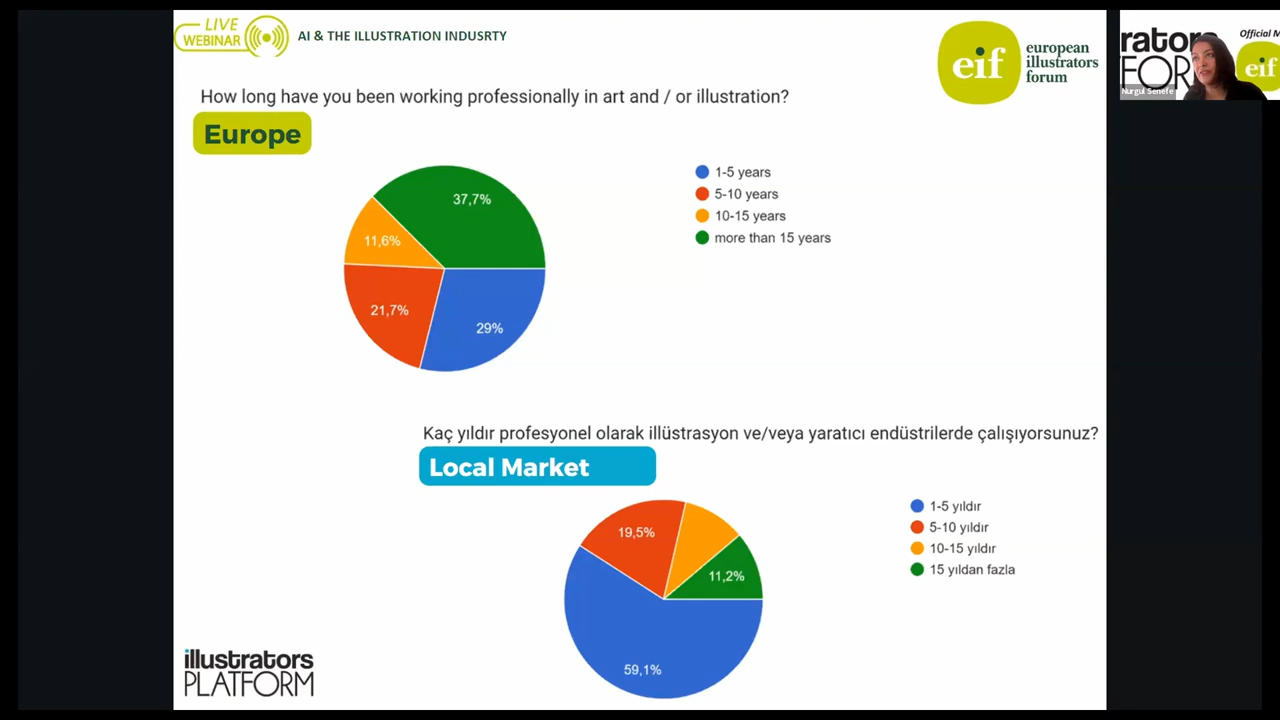 LIVE
WEBINAR
AI & THE ILLUSTRATION INDUSRTY
eif
european
illustrators
forum
rators
FOR
Official M
eif
Nurgul Senefe
How long have you been working professionally in art and / or illustration?
Europe
37,7%
11,6%
21,7%
29%
1-5 years
5-10 years
10-15 years
more than 15 years
Kaç yıldır profesyonel olarak illüstrasyon ve/veya yaratıcı endüstrilerde çalışıyorsunuz?
Local Market
19,5%
11,2%
59,1%
1-5 yıldır
5-10 yıldır
10-15 yıldır
15 yıldan fazla
illustrators
PLATFORM